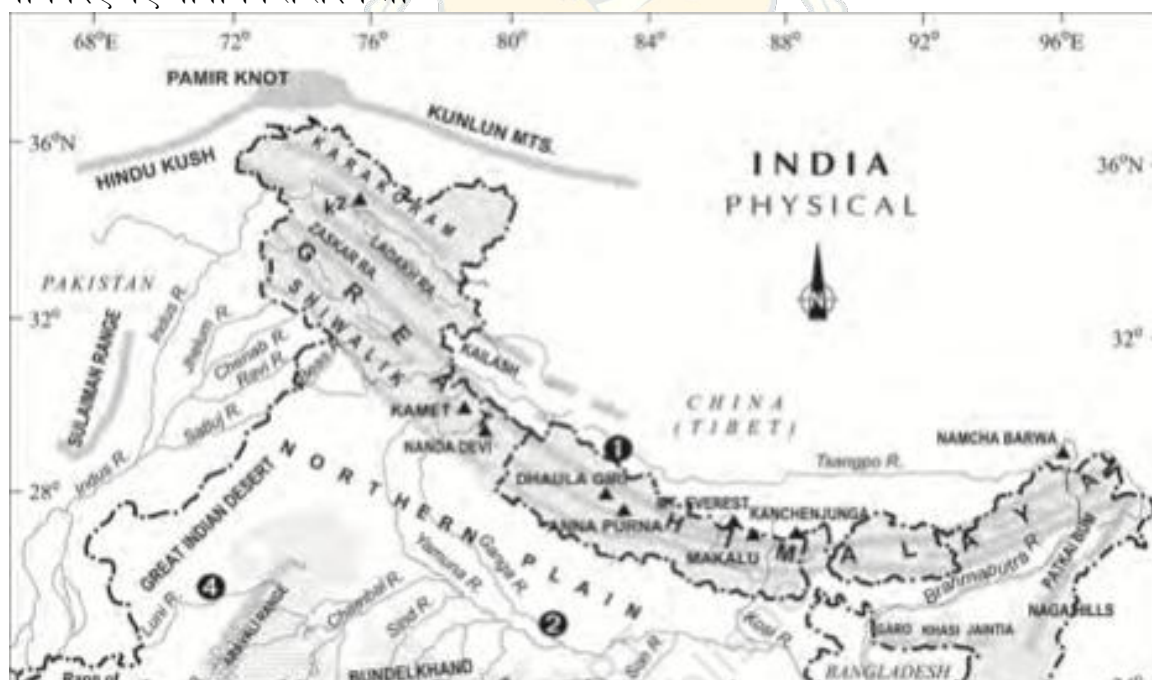 68°E 72° 76° 80° 84° 88° 92° 96°E
PAMIR KNOT
KUNLUN MTS.
36°N
HINDU KUSH
KARAKORAM
INDIA
36°N
PHYSICAL
K2
ZASKAR RA.
LADAKH RA.
N
PAKISTAN
Indus R.
GREAT HIMALAYA
SHIWALIK
32°
Jhelum R.
32°
Chenab R.
Ravi R.
Beas
KAILASH
SULAIMAN RANGE
Satluj R.
KAMET
CHINA
(TIBET)
NANDA DEVI
NAMCHA BARWA
1
Indus R.
Tsangpo R.
NORTHERN PLAIN
28°
28°
DHAULA GIRI
GREAT INDIAN DESERT
MT. EVEREST
KANCHENJUNGA
ANNA PURNA
MAKALU
Yamuna R.
Ganga R.
Brahmaputra R.
PATKAI BUM
4
Luni R.
ARAVALI RANGE
Chambal R.
Sind R.
2
NAGA HILLS
Kosi R.
GARO KHASI JAINTIA
Son R.
BUNDELKHAND
BANGLADESH
Rann of
24°